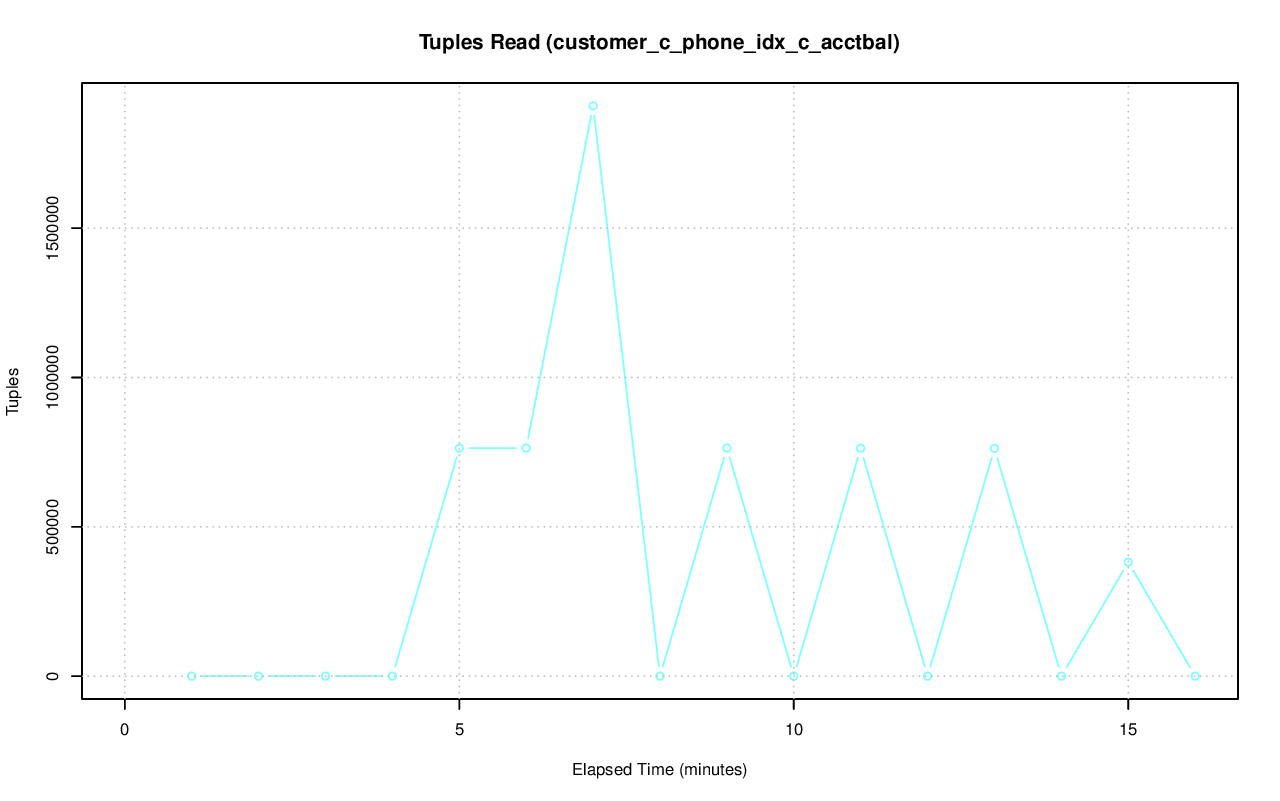 Tuples Read (customer_c_phone_idx_c_acctbal)
Tuples
1500000
1000000
500000
0
0 5 10 15
Elapsed Time (minutes)